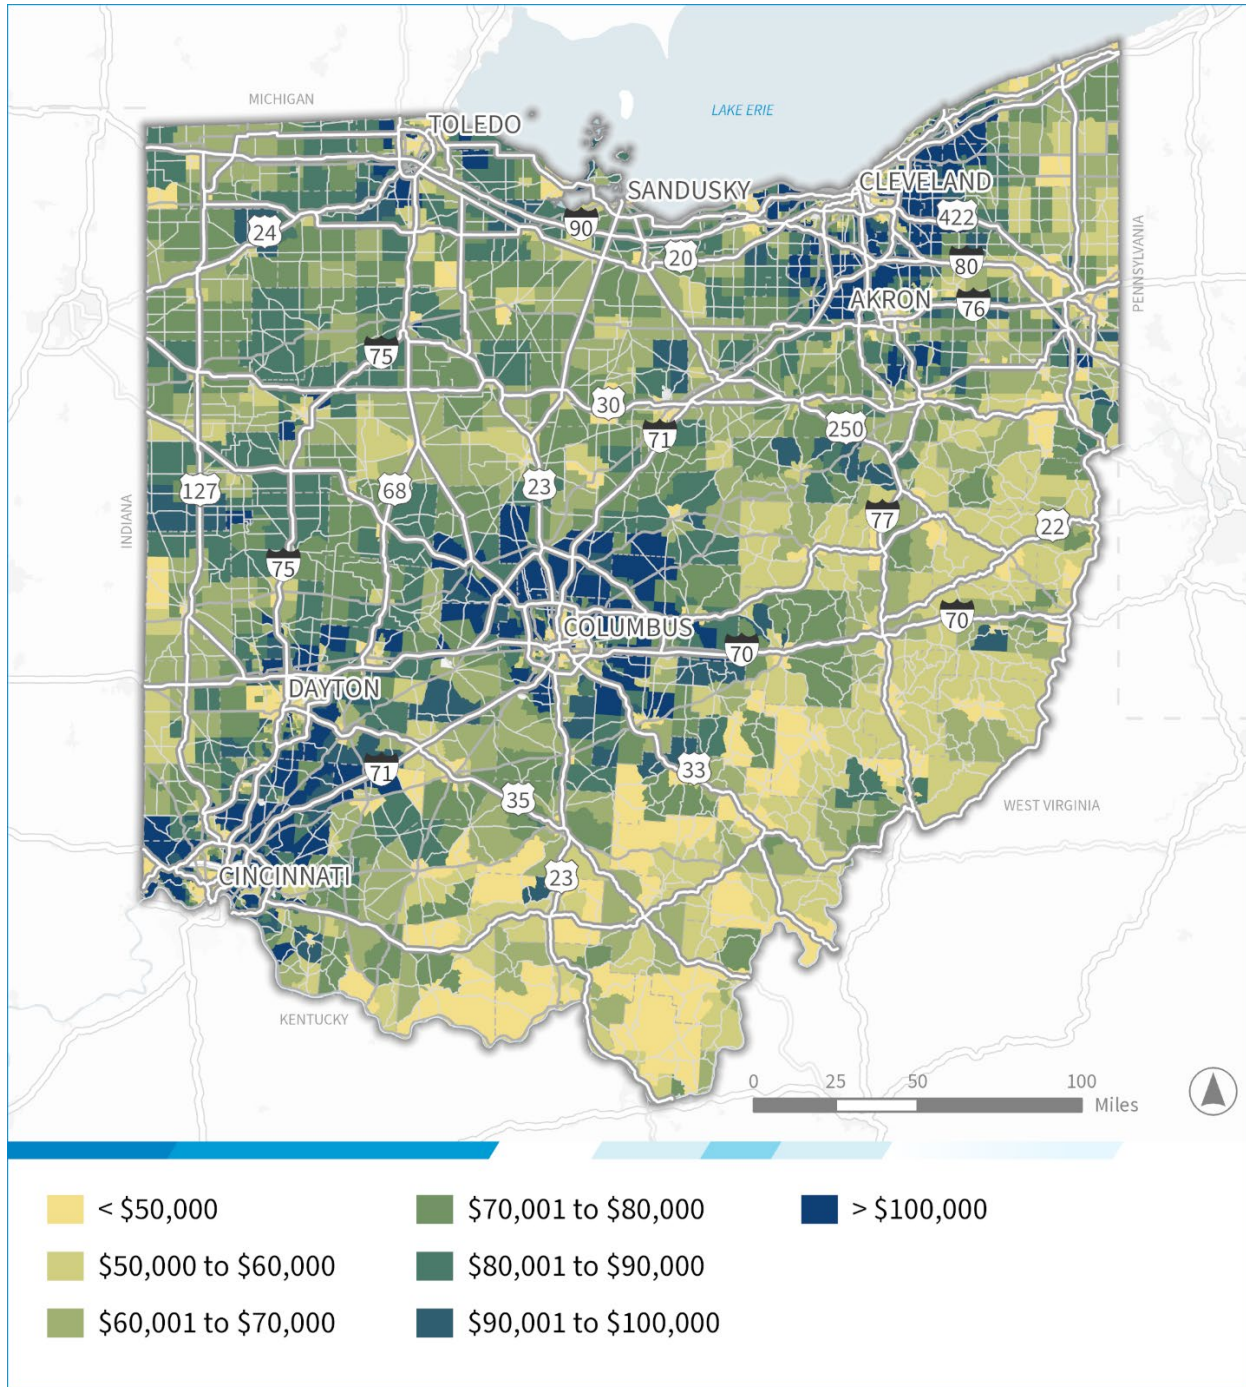 MICHIGAN
TOLEDO
LAKE ERIE
SANDUSKY
CLEVELAND
24
90
20
422
80
AKRON
76
PENNSYLVANIA
75
30
71
250
127
68
23
77
22
INDIANA
75
COLUMBUS
70
70
DAYTON
71
33
35
WEST VIRGINIA
CINCINNATI
23
KENTUCKY
0 25 50 100
Miles
< $50,000
$50,000 to $60,000
$60,001 to $70,000
$70,001 to $80,000
$80,001 to $90,000
$90,001 to $100,000
> $100,000